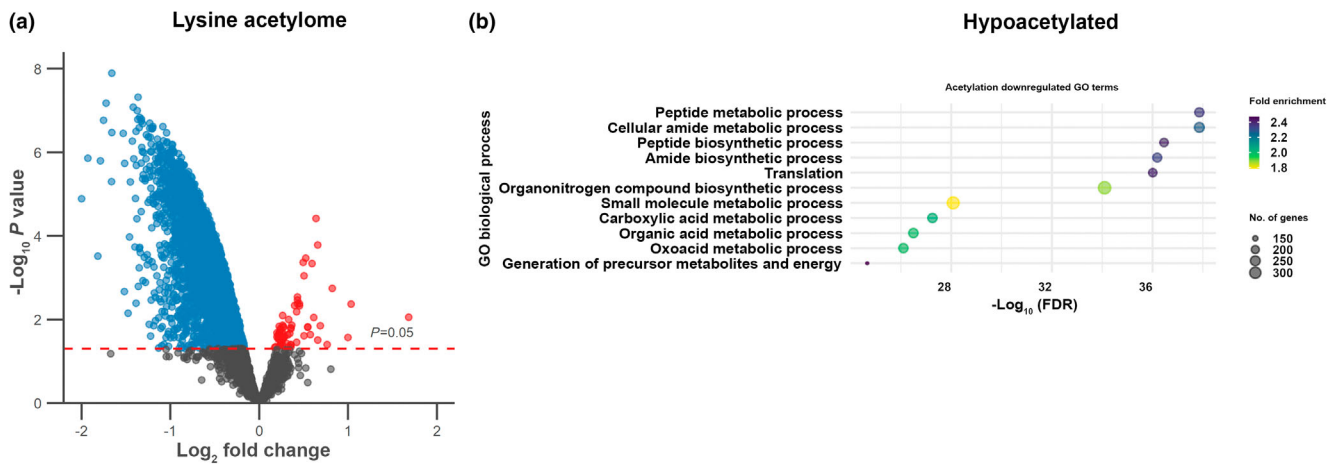 (a)
Lysine acetylome
8
6
4
2
0
-Log10 P value
P=0.05
-2
-1
0
1
2
Log2 fold change
(b)
Hypoacetylated
Acetylation downregulated GO terms
GO biological process
Peptide metabolic process
Cellular amide metabolic process
Peptide biosynthetic process
Amide biosynthetic process
Translation
Organonitrogen compound biosynthetic process
Small molecule metabolic process
Carboxylic acid metabolic process
Organic acid metabolic process
Oxoacid metabolic process
Generation of precursor metabolites and energy
28
32
36
-Log10 (FDR)
Fold enrichment
2.4
2.2
2.0
1.8
No. of genes
150
200
250
300